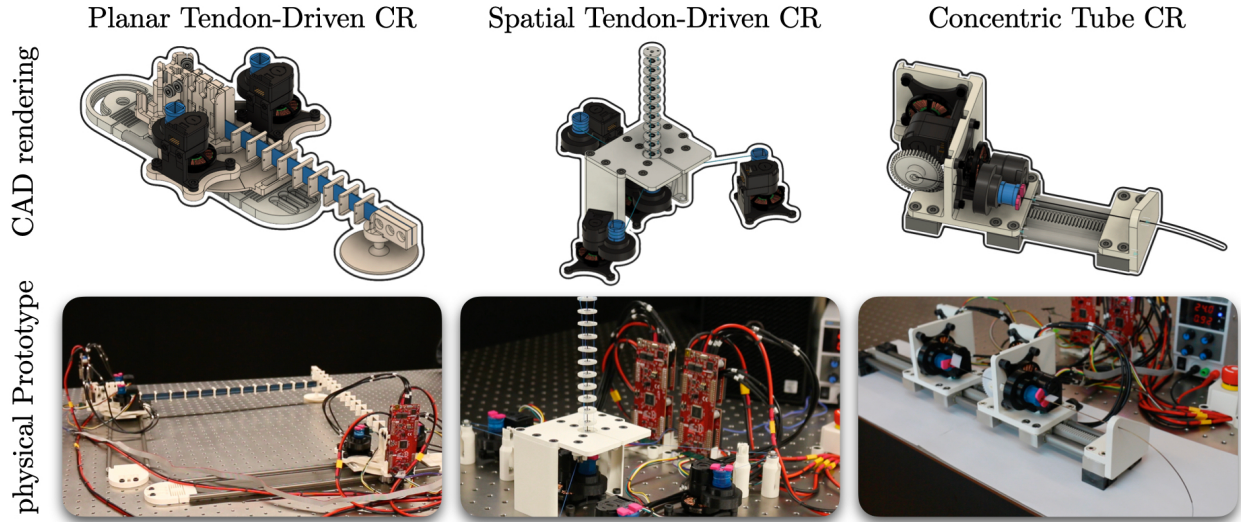 Planar Tendon-Driven CR
Spatial Tendon-Driven CR
Concentric Tube CR
CAD rendering
physical Prototype